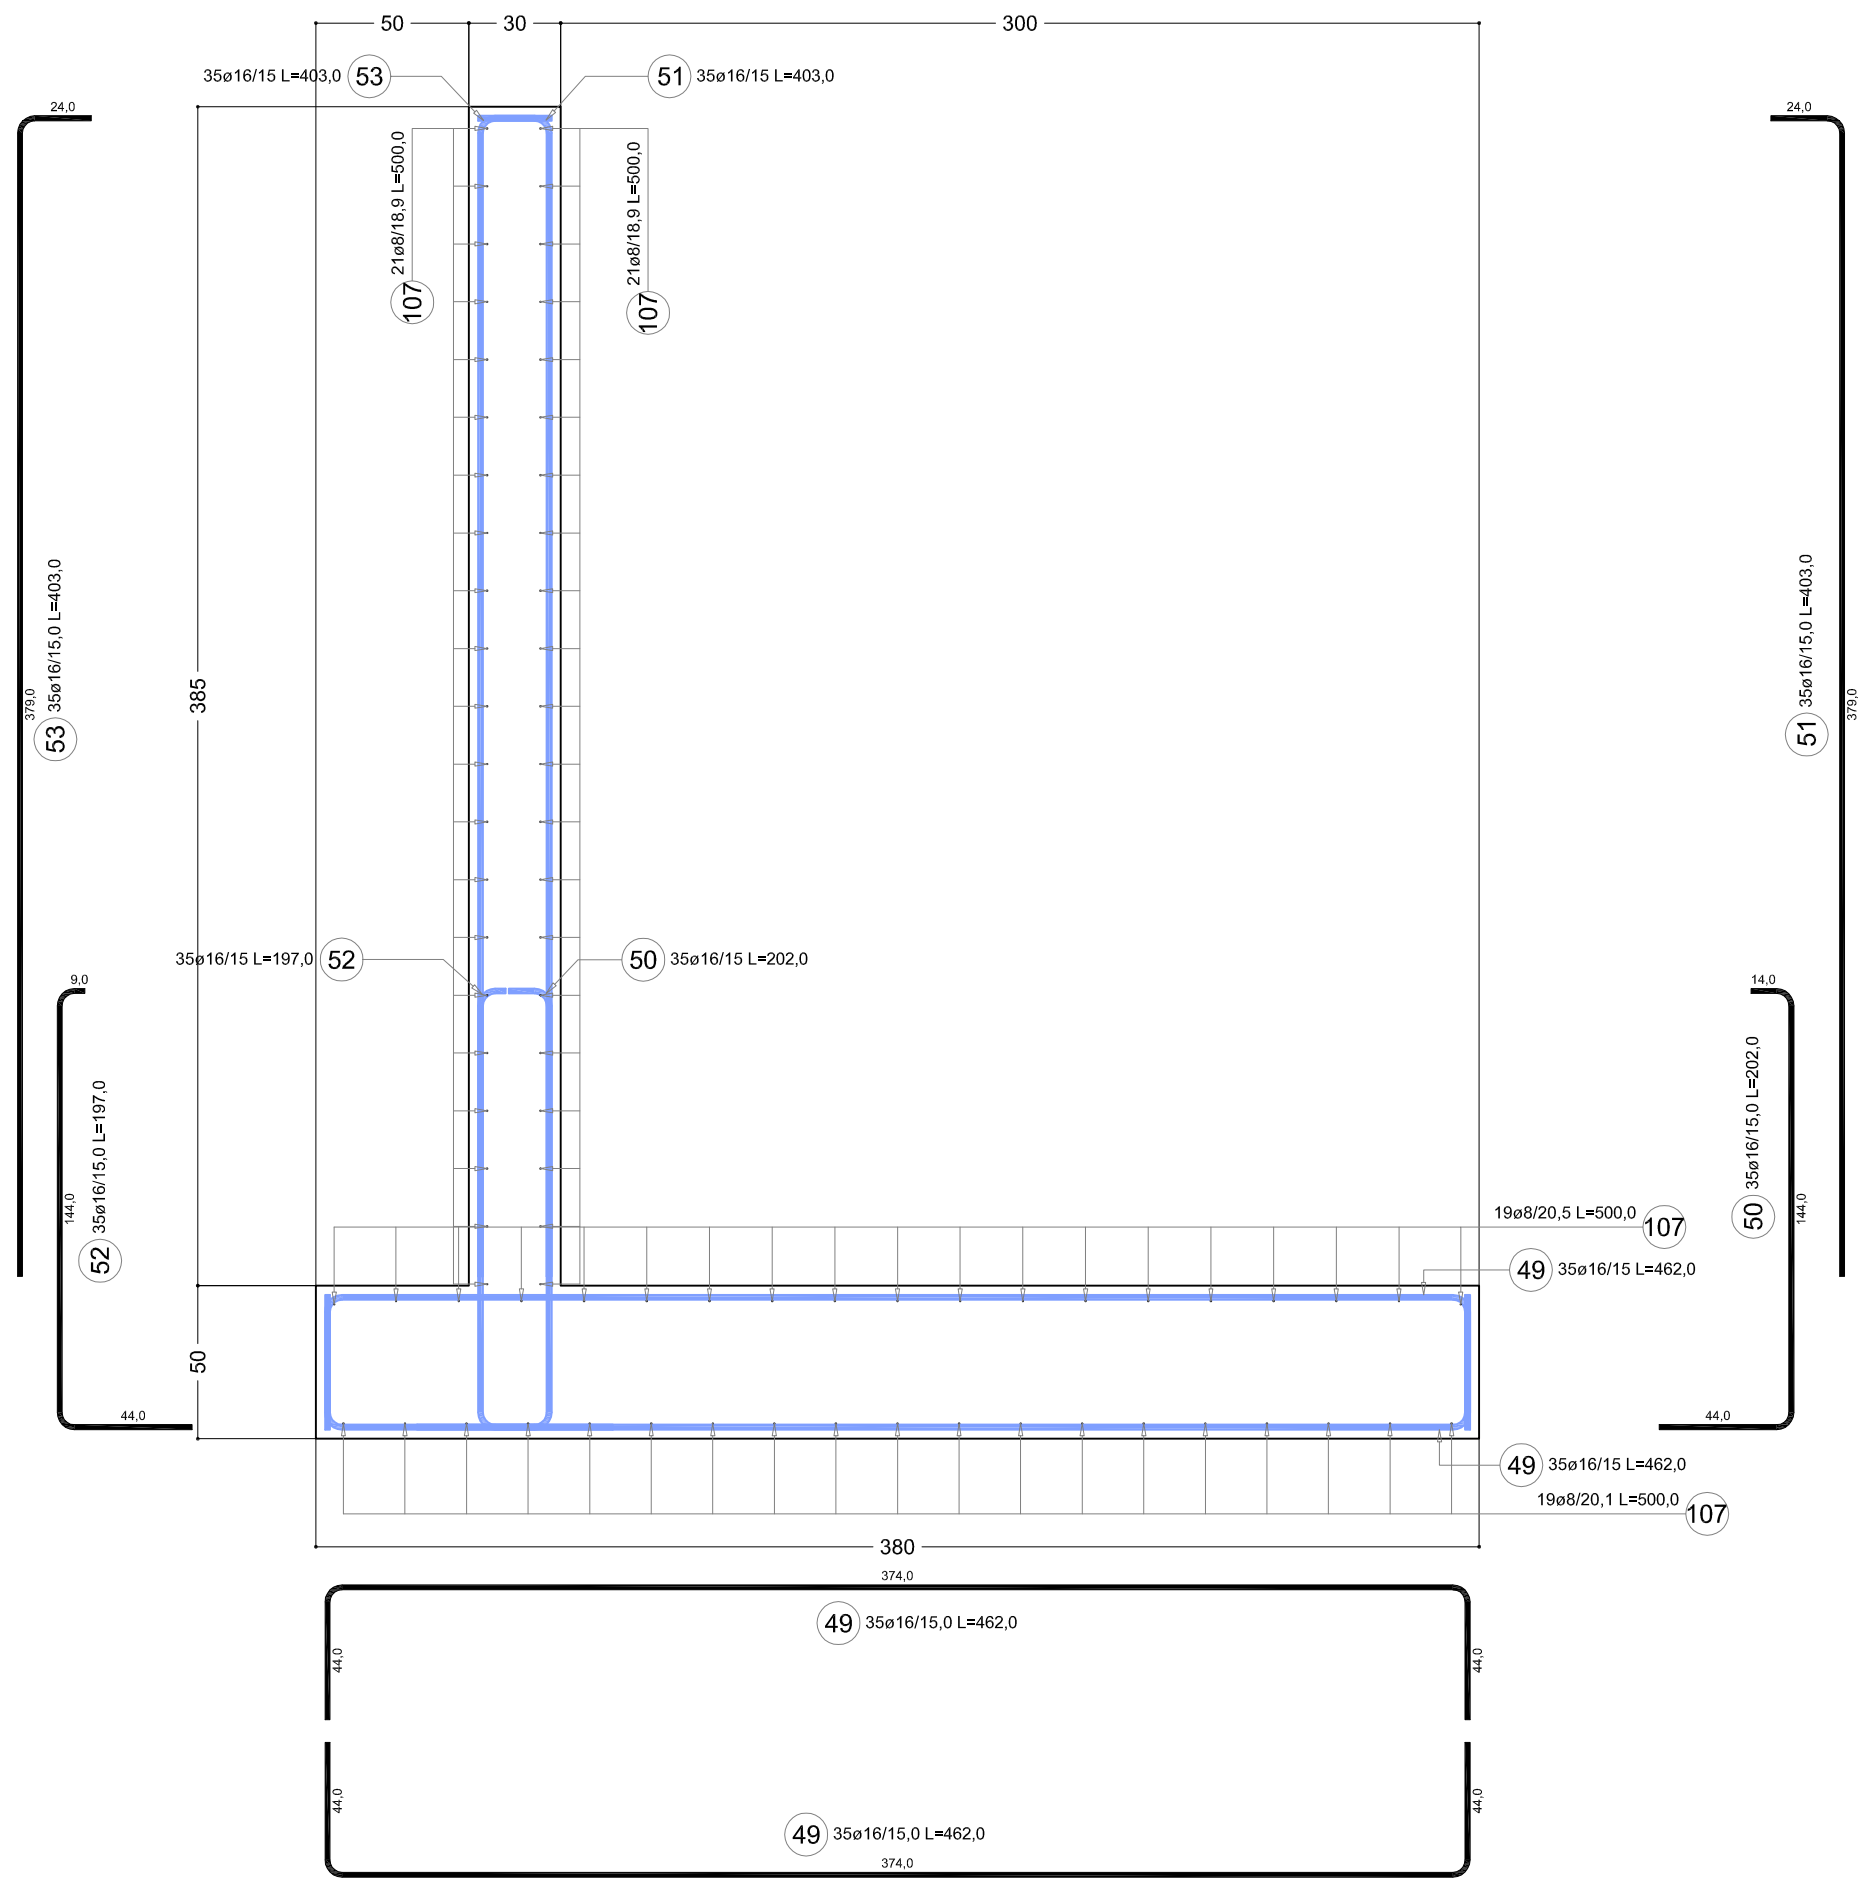 50
30
300
35ø16/15 L=403,0
53
51
35ø16/15 L=403,0
24,0
24,0
21ø8/18,9 L=500,0
107
21ø8/18,9 L=500,0
107
379,0
53
35ø16/15,0 L=403,0
385
51
35ø16/15,0 L=403,0
379,0
35ø16/15 L=197,0
52
50
35ø16/15 L=202,0
9,0
14,0
144,0
52
35ø16/15,0 L=197,0
50
35ø16/15,0 L=202,0
144,0
19ø8/20,5 L=500,0
107
49
35ø16/15 L=462,0
50
44,0
44,0
49
35ø16/15 L=462,0
19ø8/20,1 L=500,0
107
380
374,0
49
35ø16/15,0 L=462,0
44,0
44,0
44,0
44,0
49
35ø16/15,0 L=462,0
374,0